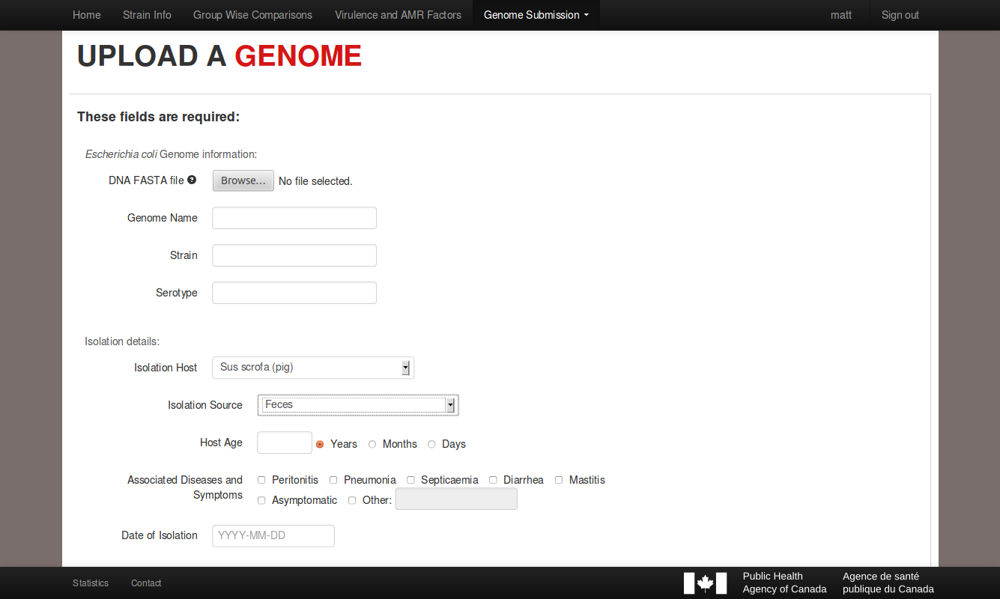 Home Strain Info Group Wise Comparisons Virulence and AMR Factors Genome Submission matt Sign out
UPLOAD A GENOME
These fields are required:
Escherichia coli Genome information:
DNA FASTA file ? Browse... No file selected.
Genome Name
Strain
Serotype
Isolation details:
Isolation Host Sus scrofa (pig)
Isolation Source Feces
Host Age Years Months Days
Associated Diseases and Peritonitis Pneumonia Septicaemia Diarrhea Mastitis
Symptoms Asymptomatic Other:
Date of Isolation YYYY-MM-DD
Statistics Contact
Public Health Agence de santé
Agency of Canada publique du Canada